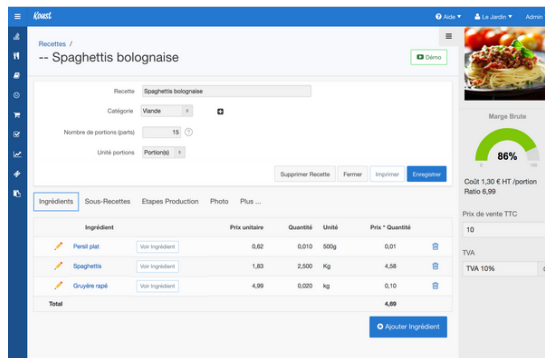 Koust
Aide Le Jardin Admin
Recettes /
-- Spaghettis bolognaise
Démo
Recette Spaghettis bolognaise
Catégorie Viande
Nombre de portions (parts) 15
Unité portions Portion(s)
Supprimer Recette Fermer Imprimer Enregistrer
Ingrédients Sous-Recettes Etapes Production Photo Plus ...
Ingrédient Prix unitaire Quantité Unité Prix * Quantité
Persil plat Voir Ingrédient 0,62 0,010 500g 0,01
Spaghettis Voir Ingrédient 1,83 2,500 Kg 4,58
Gruyère rapé Voir Ingrédient 4,99 0,020 kg 0,10
Total 4,69
Ajouter Ingrédient
Marge Brute
86%
Coût 1,30 € HT /portion
Ratio 6,99
Prix de vente TTC
10
TVA
TVA 10%